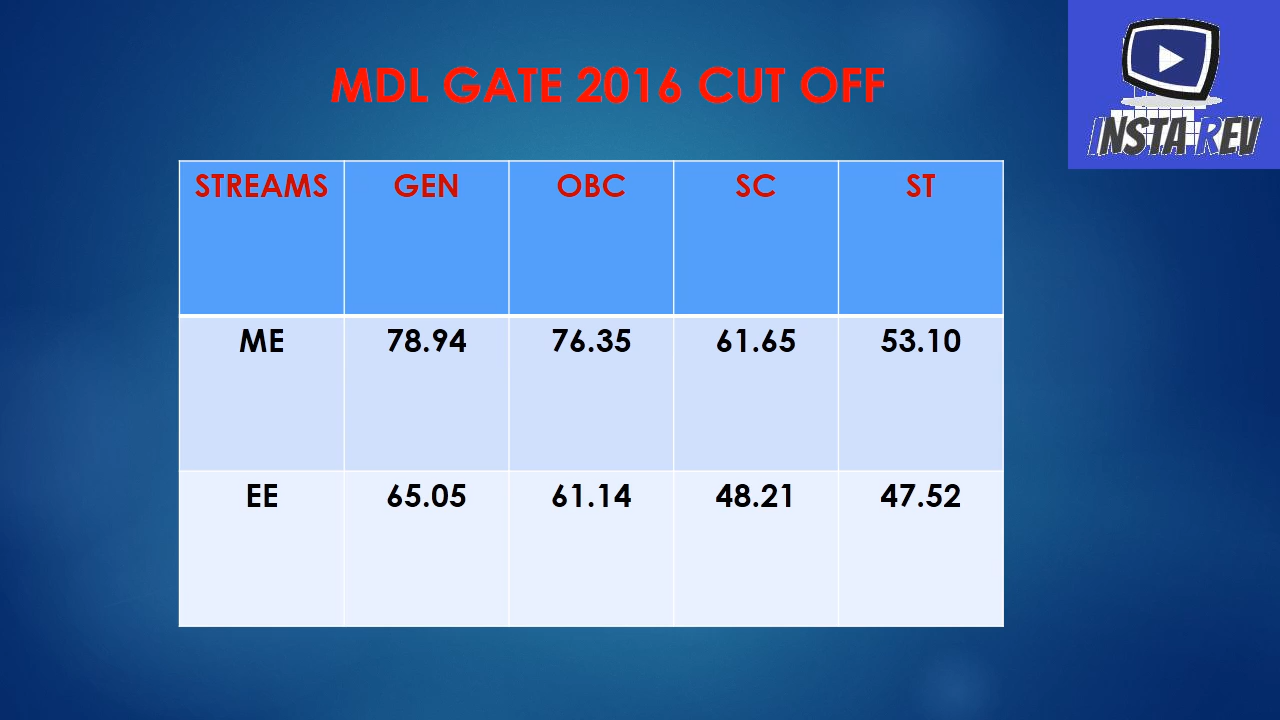 MDL GATE 2016 CUT OFF
INSTA REV
STREAMS GEN OBC SC ST
ME 78.94 76.35 61.65 53.10
EE 65.05 61.14 48.21 47.52